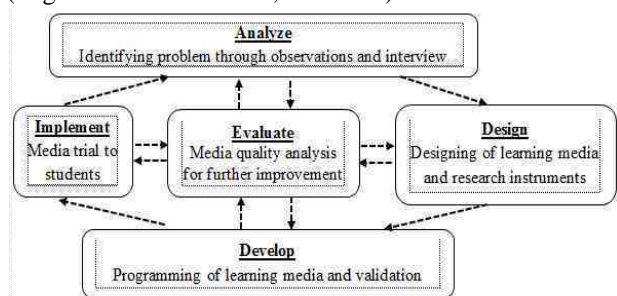 Analyze
Identifying problem through observations and interview
Implement
Media trial to
students
Evaluate
Media quality analysis
for further improvement
Design
Designing of learning media
and research instruments
Develop
Programming of learning media and validation